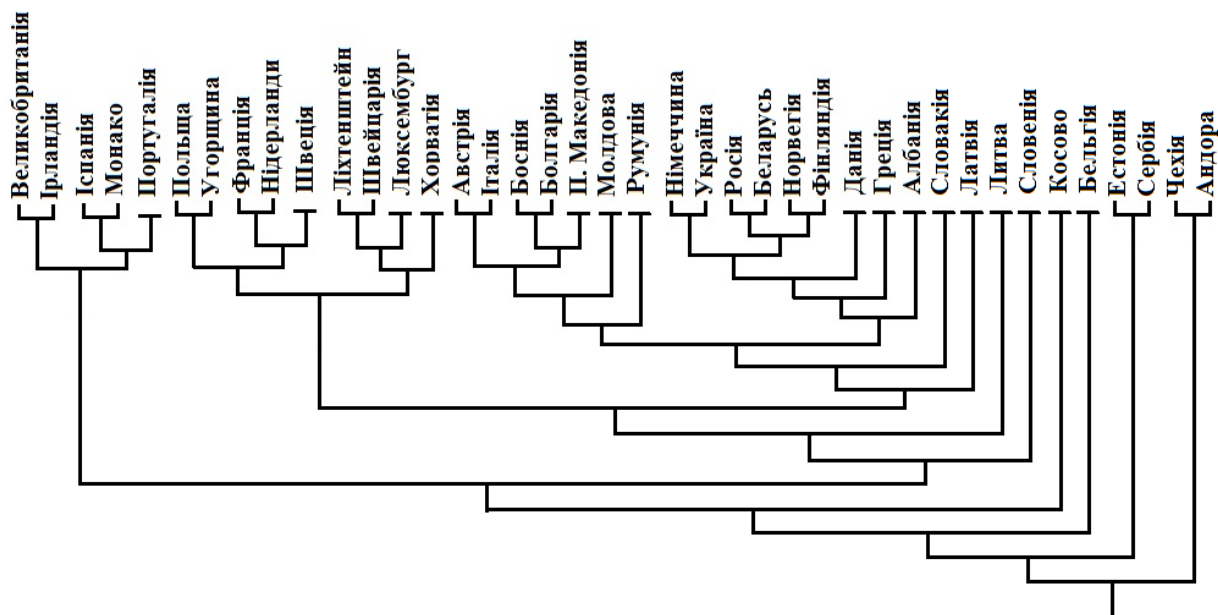 Великобританія
Ірландія
Іспанія
Монако
Португалія
Польща
Угорщина
Франція
Нідерланди
Швеція
Ліхтенштейн
Швейцарія
Люксембург
Хорватія
Австрія
Італія
Боснія
Болгарія
П. Македонія
Молдова
Румунія
Німеччина
Україна
Росія
Беларусь
Норвегія
Фінляндія
Данія
Греція
Албанія
Словакія
Латвія
Литва
Словенія
Косово
Бельгія
Естонія
Сербія
Чехія
Андора